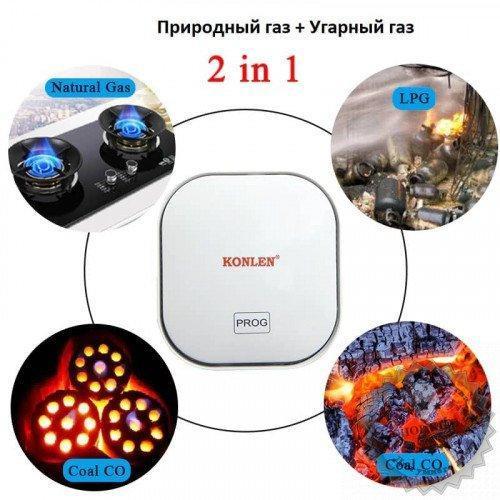 Природный газ + Угарный газ
2 in 1
Natural Gas
LPG
KONLEN®
PROG
Coal CO
Coal CO